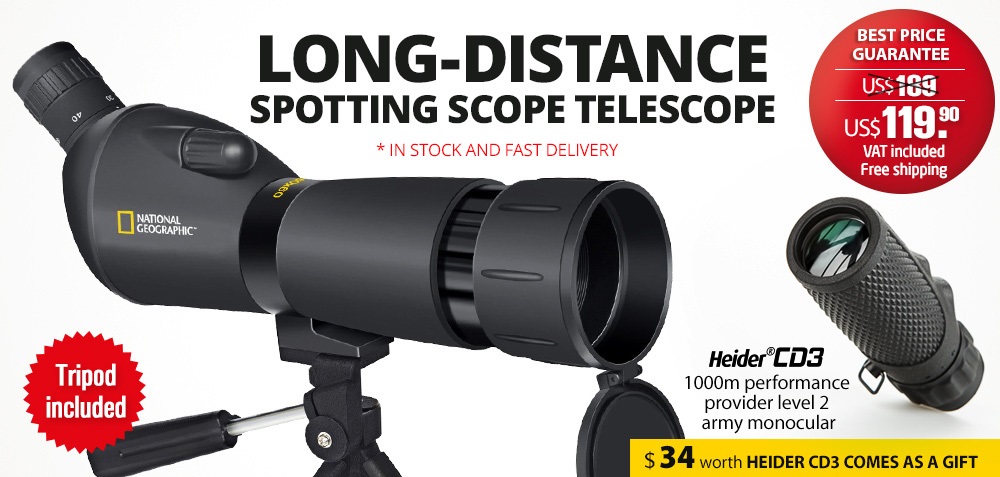 LONG-DISTANCE
SPOTTING SCOPE TELESCOPE
* IN STOCK AND FAST DELIVERY
BEST PRICE
GUARANTEE
US$ 189
US$ 119.90
VAT included
Free shipping
NATIONAL
GEOGRAPHIC™
40
Tripod
included
Heider® CD3
1000m performance
provider level 2
army monocular
$ 34 worth HEIDER CD3 COMES AS A GIFT